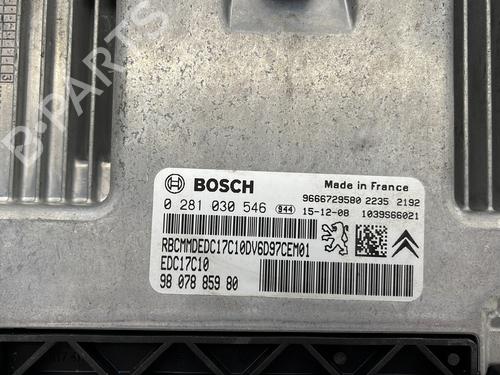 B-PARTS
BOSCH
Made in France
0 281 030 546 944 15-12-08
9666729580 2235 2192
1039S66021
RBCMMDEDC17C10DV6D97CEM01
EDC17C10
98 078 859 80